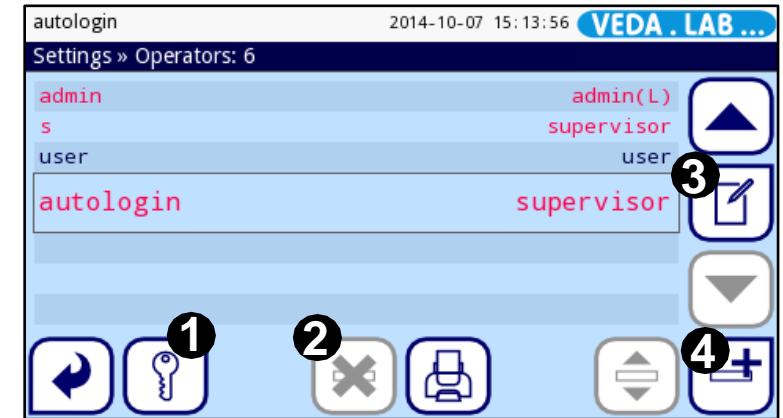 autologin 2014-10-07 15:13:56 VEDA . LAB ...
Settings » Operators: 6
admin admin(L)
s supervisor
user user
3
autologin supervisor
1 2 4